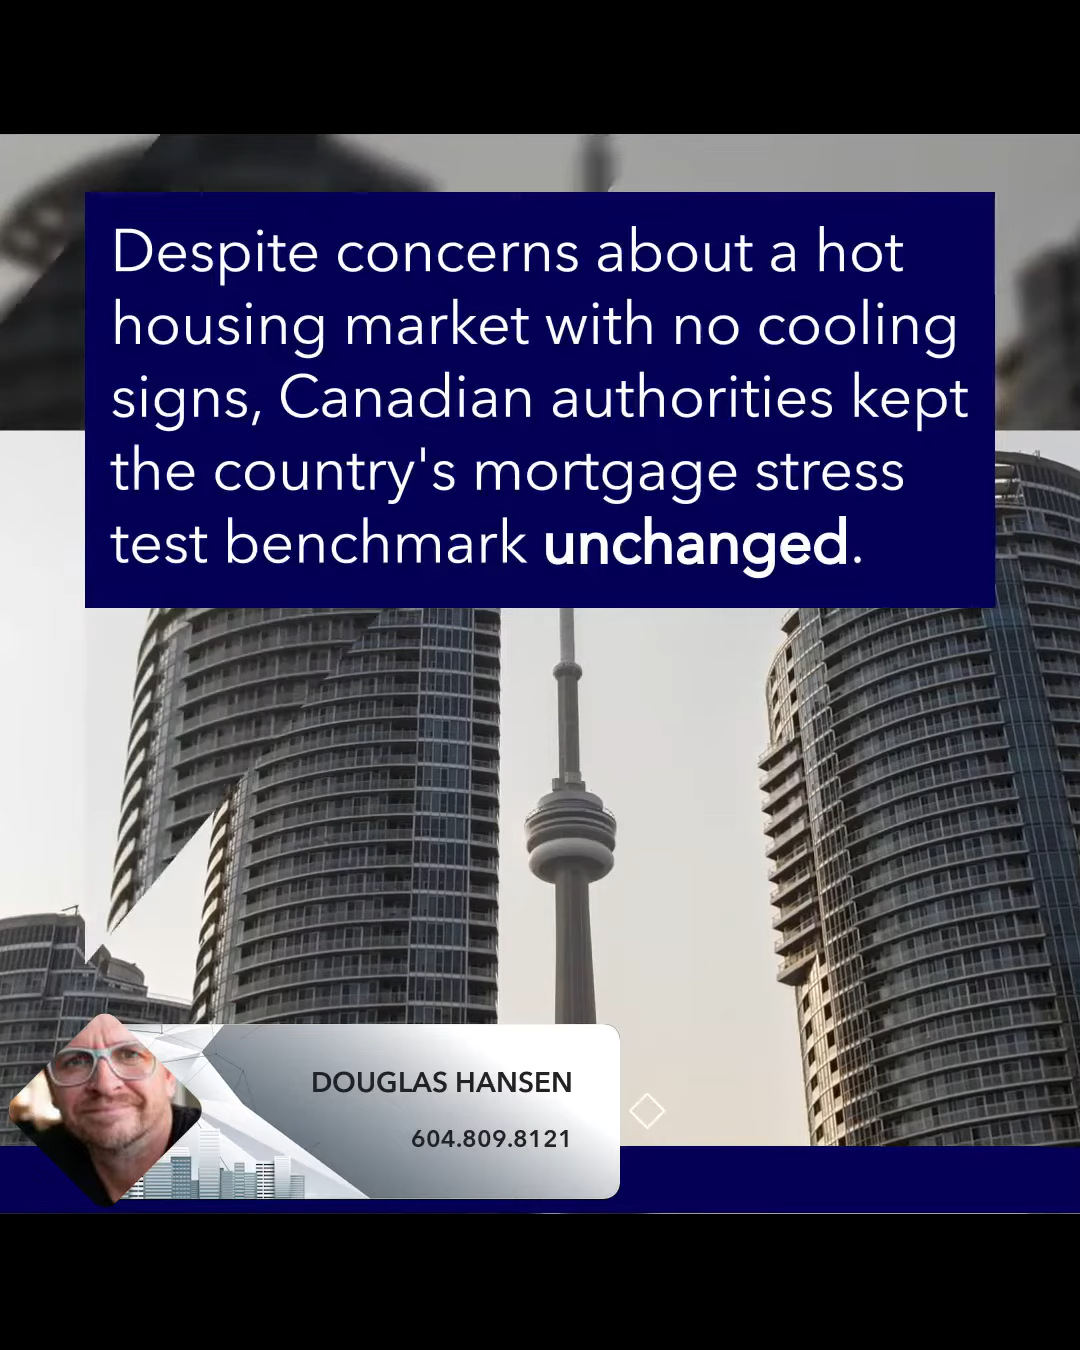 Despite concerns about a hot
housing market with no cooling
signs, Canadian authorities kept
the country's mortgage stress
test benchmark unchanged.
DOUGLAS HANSEN
604.809.8121